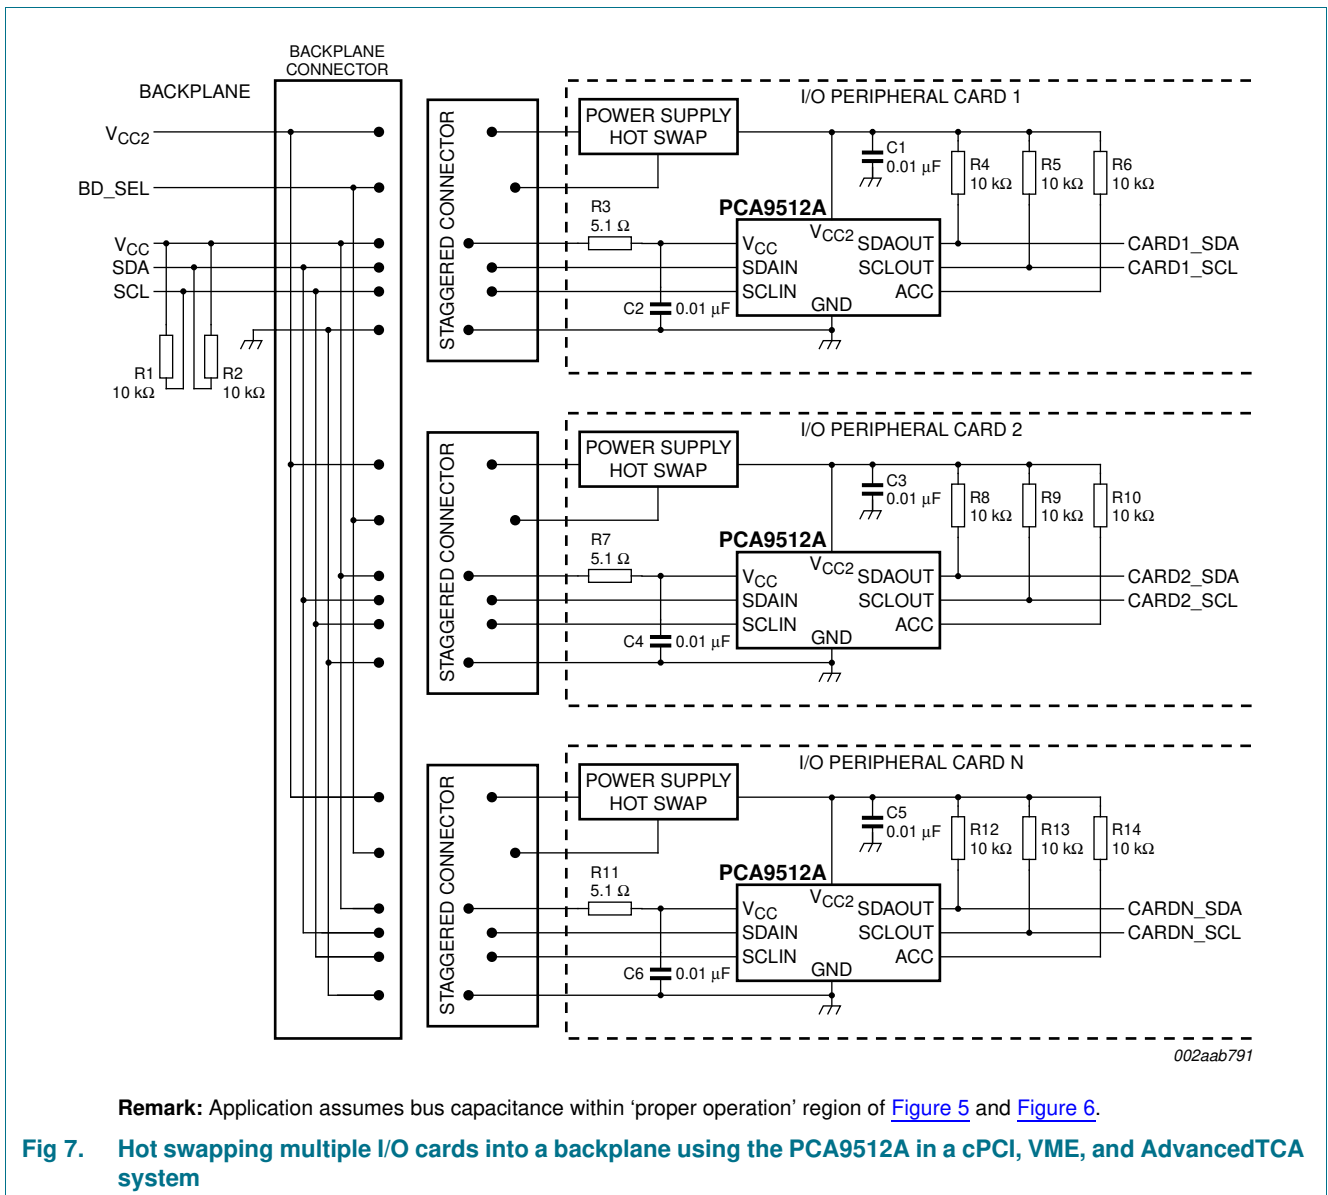 BACKPLANE
CONNECTOR
BACKPLANE
VCC2
BD_SEL
VCC
SDA
SCL
R1
10 kΩ
R2
10 kΩ
STAGGERED CONNECTOR
I/O PERIPHERAL CARD 1
POWER SUPPLY
HOT SWAP
C1
0.01 μF
R4
10 kΩ
R5
10 kΩ
R6
10 kΩ
R3
5.1 Ω
PCA9512A
VCC
VCC2
SDAOUT
CARD1_SDA
SDAIN
SCLOUT
CARD1_SCL
SCLIN
ACC
GND
C2
0.01 μF
STAGGERED CONNECTOR
I/O PERIPHERAL CARD 2
POWER SUPPLY
HOT SWAP
C3
0.01 μF
R8
10 kΩ
R9
10 kΩ
R10
10 kΩ
R7
5.1 Ω
PCA9512A
VCC
VCC2
SDAOUT
CARD2_SDA
SDAIN
SCLOUT
CARD2_SCL
SCLIN
ACC
GND
C4
0.01 μF
STAGGERED CONNECTOR
I/O PERIPHERAL CARD N
POWER SUPPLY
HOT SWAP
C5
0.01 μF
R12
10 kΩ
R13
10 kΩ
R14
10 kΩ
R11
5.1 Ω
PCA9512A
VCC
VCC2
SDAOUT
CARDN_SDA
SDAIN
SCLOUT
CARDN_SCL
SCLIN
ACC
GND
C6
0.01 μF
002aab791
Remark: Application assumes bus capacitance within ‘proper operation’ region of Figure 5 and Figure 6.
Fig 7. Hot swapping multiple I/O cards into a backplane using the PCA9512A in a cPCI, VME, and AdvancedTCA
system